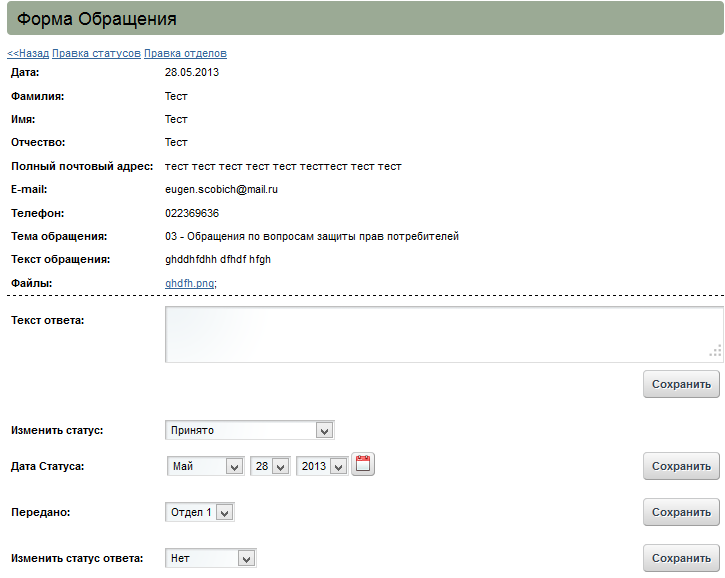 Форма Обращения
<<Назад Правка статусов Правка отделов
Дата: 28.05.2013
Фамилия: Тест
Имя: Тест
Отчество: Тест
Полный почтовый адрес: тест тест тест тест тест тесттест тест тест
E-mail: eugen.scobich@mail.ru
Телефон: 022369636
Тема обращения: 03 - Обращения по вопросам защиты прав потребителей
Текст обращения: ghddhfdhh dfhdf hfgh
Файлы: ghdfh.png;
Текст ответа:
Сохранить
Изменить статус: Принято
Дата Статуса: Май 28 2013 Сохранить
Передано: Отдел 1 Сохранить
Изменить статус ответа: Нет Сохранить